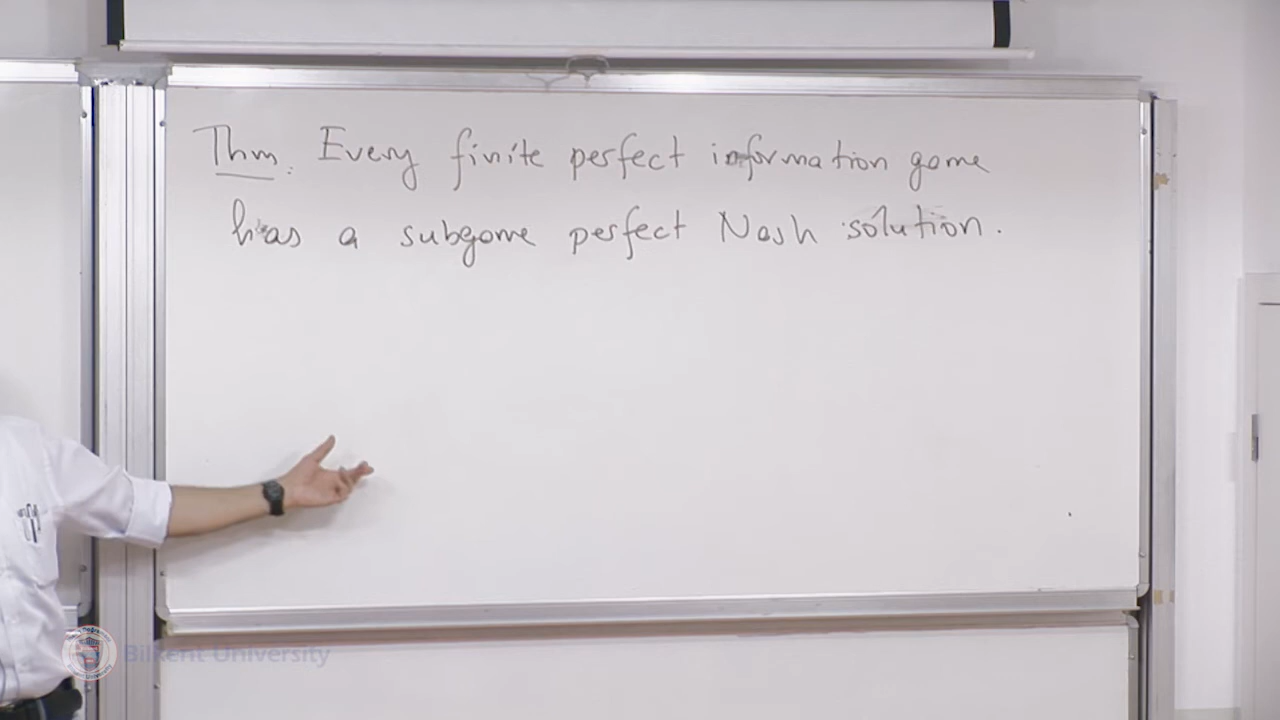 Thm. Every finite perfect information game
has a subgame perfect Nash solution.
Bilkent University